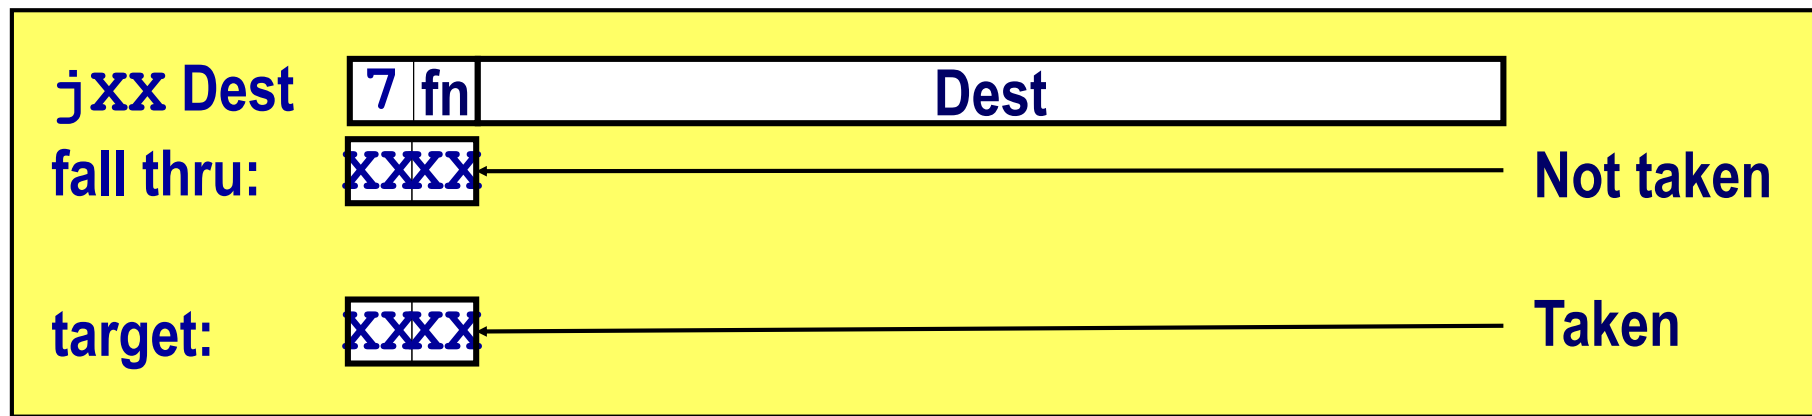 jXX Dest 7 fn Dest
fall thru: XX XX Not taken
target: XX XX Taken